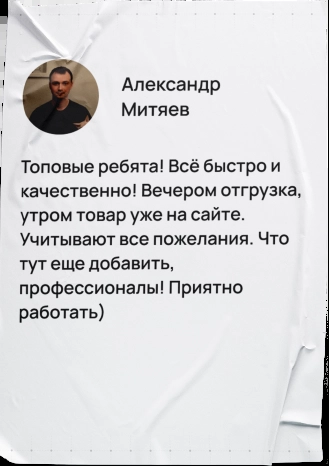 Александр
Митяев
Топовые ребята! Всё быстро и
качественно! Вечером отгрузка,
утром товар уже на сайте.
Учитывают все пожелания. Что
тут еще добавить,
профессионалы! Приятно
работать)